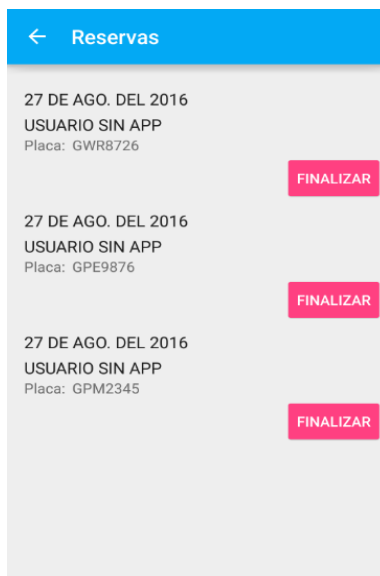 Reservas
27 DE AGO. DEL 2016
USUARIO SIN APP
Placa: GWR8726
FINALIZAR
27 DE AGO. DEL 2016
USUARIO SIN APP
Placa: GPE9876
FINALIZAR
27 DE AGO. DEL 2016
USUARIO SIN APP
Placa: GPM2345
FINALIZAR